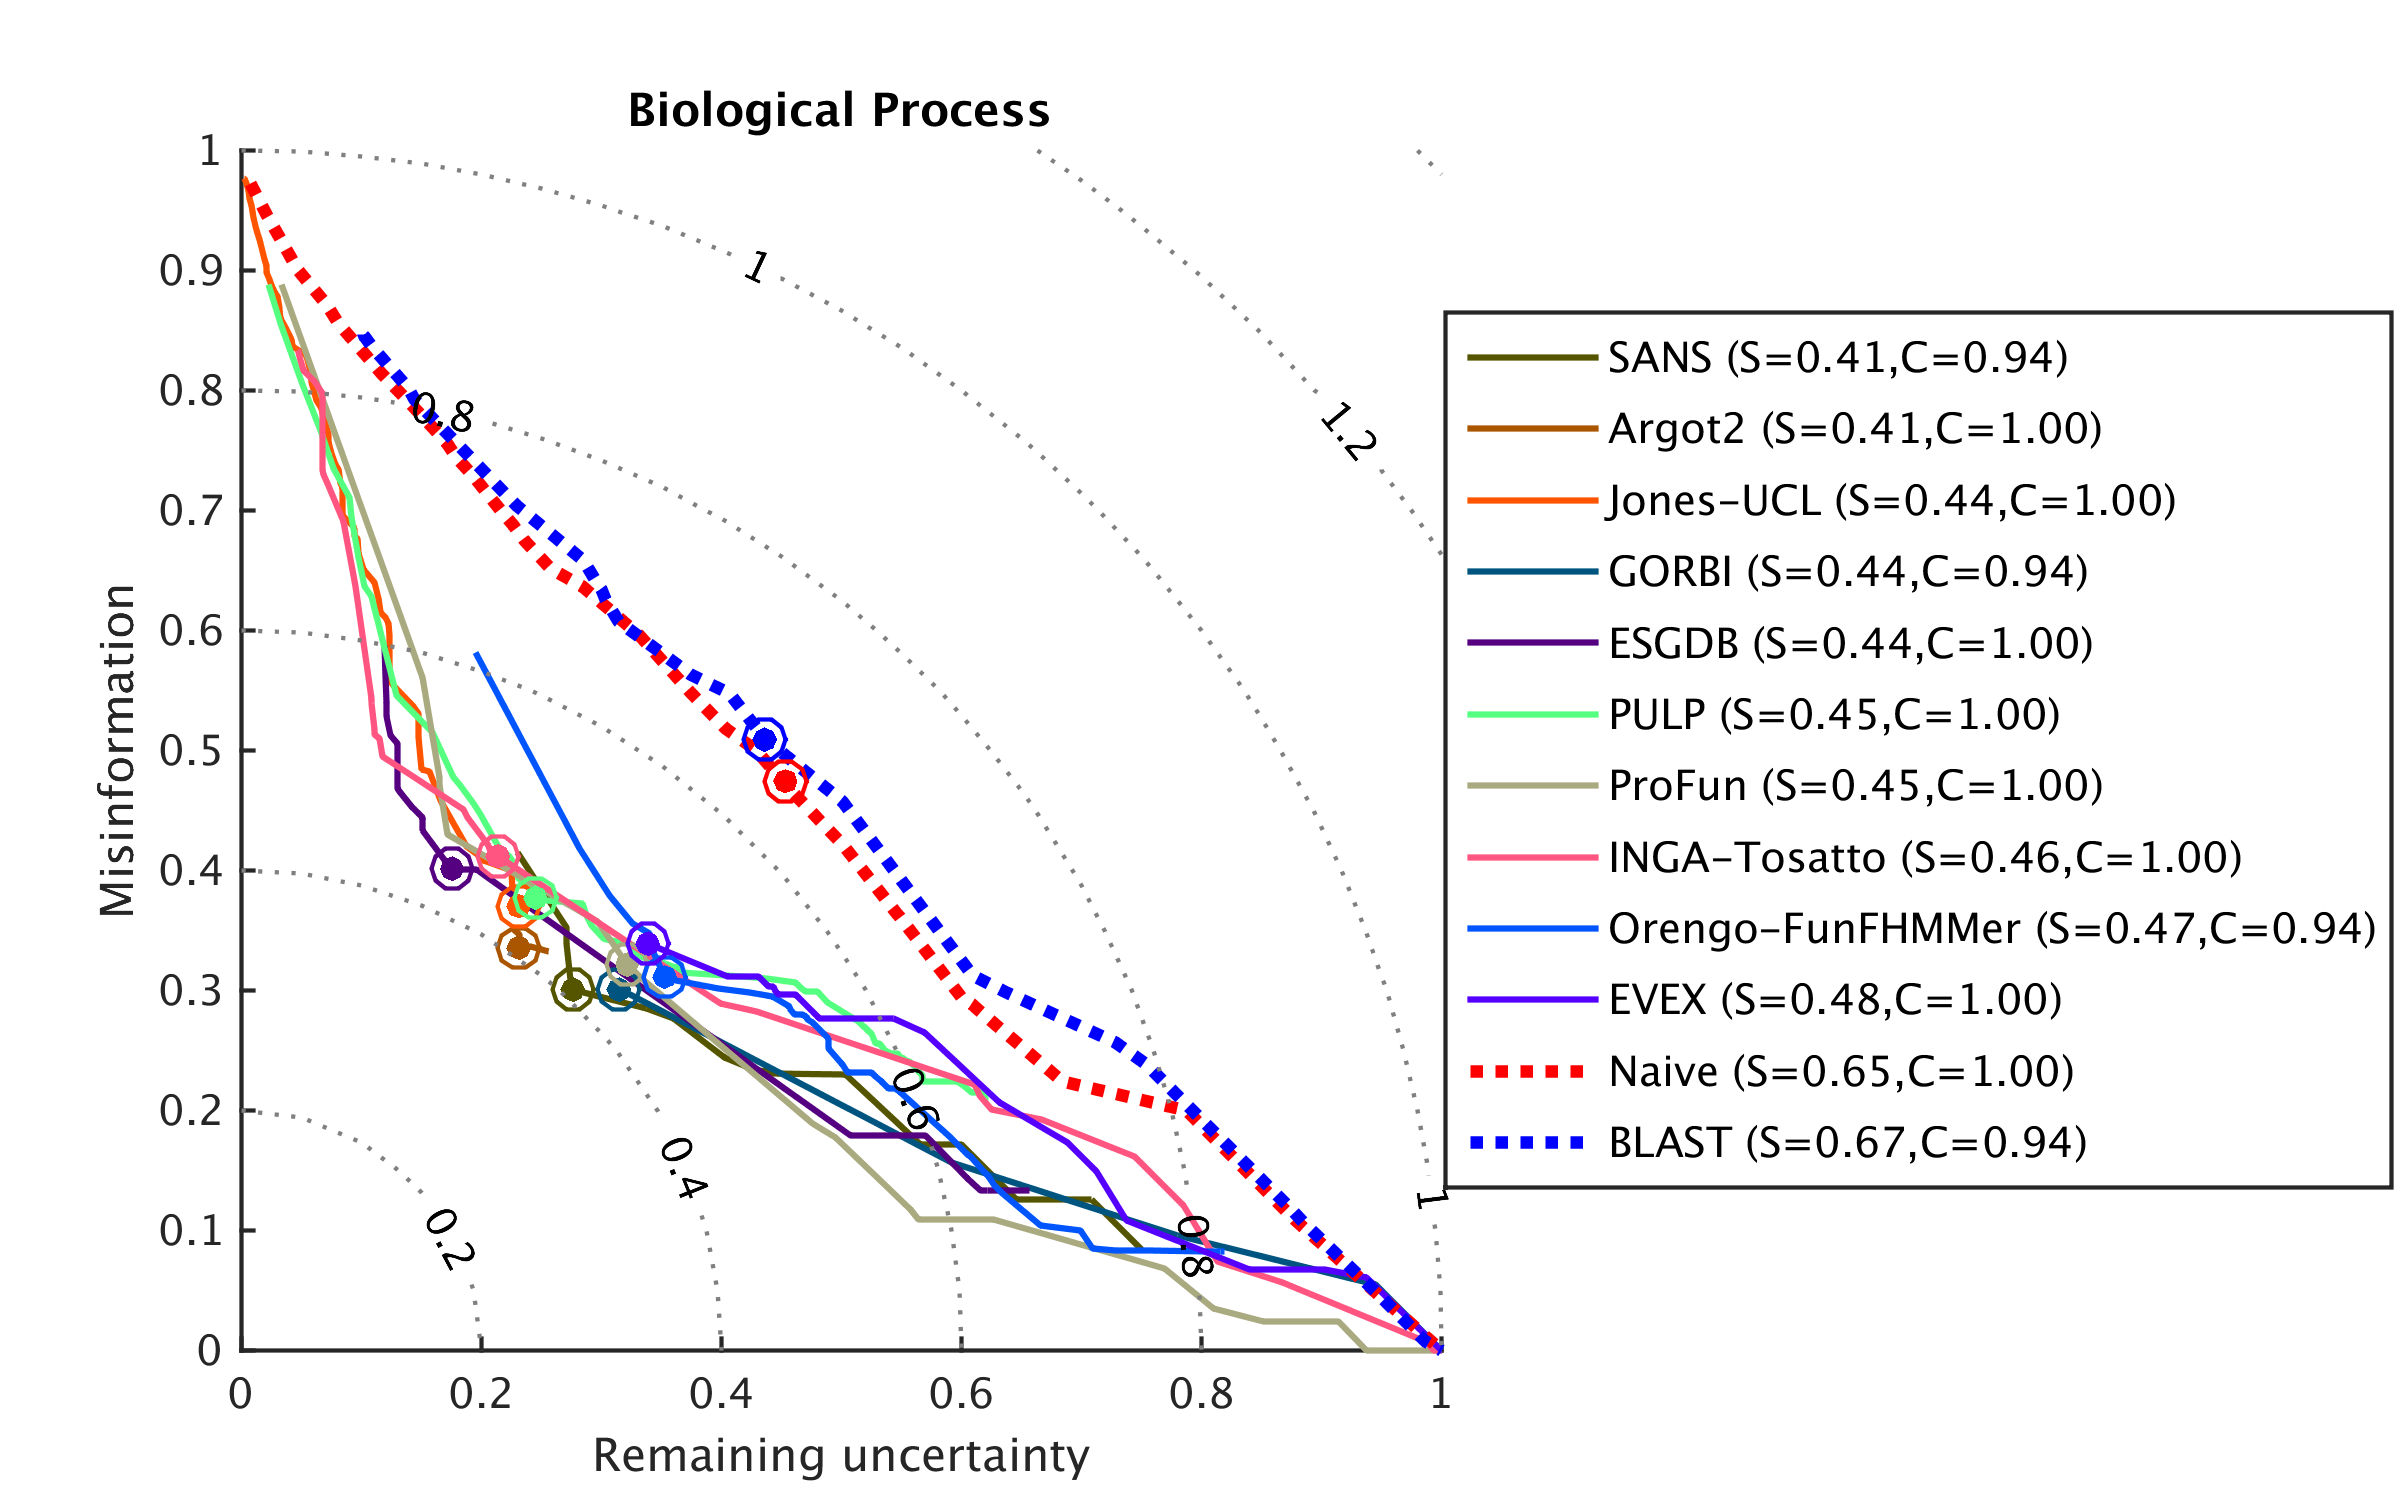 Biological Process
1
0.9
0.8
0.7
0.6
0.5
0.4
0.3
0.2
0.1
0
Misinformation
0 0.2 0.4 0.6 0.8 1
Remaining uncertainty
1
1.2
0.8
0.6
0.4
0.2
0.8
1
SANS (S=0.41,C=0.94)
Argot2 (S=0.41,C=1.00)
Jones-UCL (S=0.44,C=1.00)
GORBI (S=0.44,C=0.94)
ESGDB (S=0.44,C=1.00)
PULP (S=0.45,C=1.00)
ProFun (S=0.45,C=1.00)
INGA-Tosatto (S=0.46,C=1.00)
Orengo-FunFHMMer (S=0.47,C=0.94)
EVEX (S=0.48,C=1.00)
Naive (S=0.65,C=1.00)
BLAST (S=0.67,C=0.94)